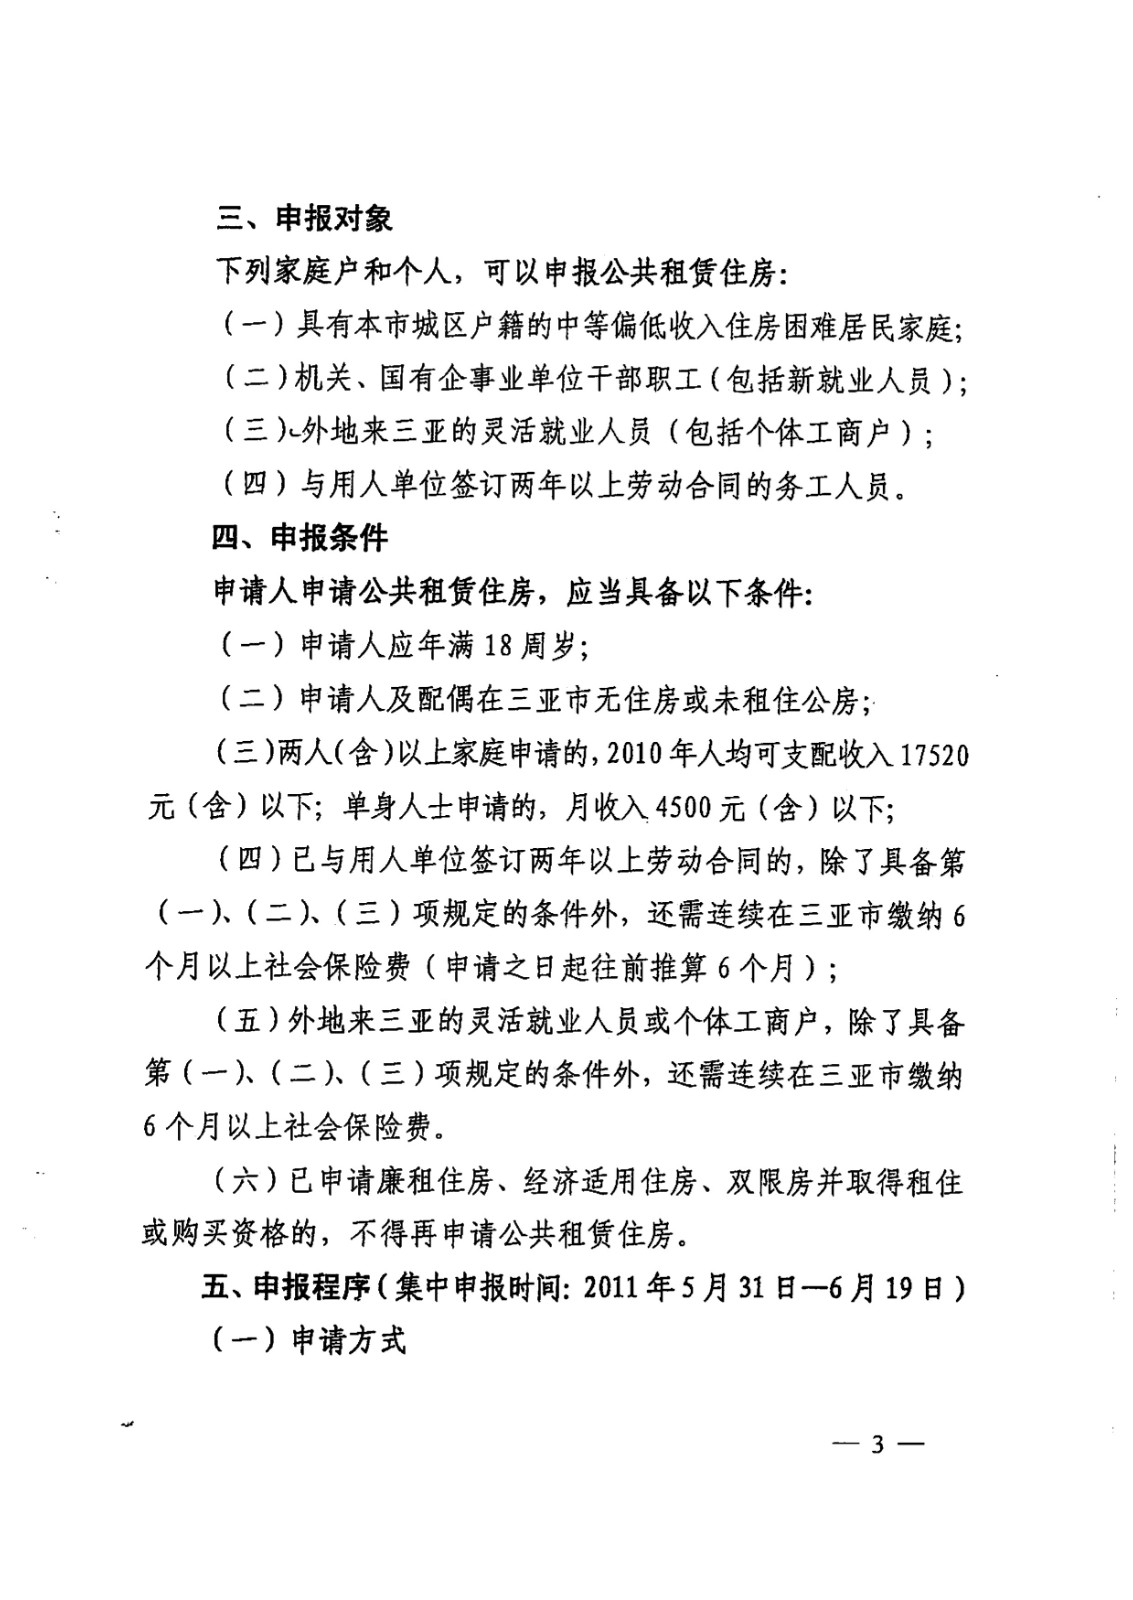 三、申报对象
下列家庭户和个人，可以申报公共租赁住房：
（一）具有本市城区户籍的中等偏低收入住房困难居民家庭；
（二）机关、国有企事业单位干部职工（包括新就业人员）；
（三）外地来三亚的灵活就业人员（包括个体工商户）；
（四）与用人单位签订两年以上劳动合同的务工人员。
四、申报条件
申请人申请公共租赁住房，应当具备以下条件：
（一）申请人应年满 18 周岁；
（二）申请人及配偶在三亚市无住房或未租住公房；
（三）两人（含）以上家庭申请的，2010 年人均可支配收入 17520
元（含）以下；单身人士申请的，月收入 4500 元（含）以下；
（四）已与用人单位签订两年以上劳动合同的，除了具备第
（一）、（二）、（三）项规定的条件外，还需连续在三亚市缴纳 6
个月以上社会保险费（申请之日起往前推算 6 个月）；
（五）外地来三亚的灵活就业人员或个体工商户，除了具备
第（一）、（二）、（三）项规定的条件外，还需连续在三亚市缴纳
6 个月以上社会保险费。
（六）已申请廉租住房、经济适用住房、双限房并取得租住
或购买资格的，不得再申请公共租赁住房。
五、申报程序（集中申报时间：2011 年 5 月 31 日—6 月 19 日）
（一）申请方式
— 3 —